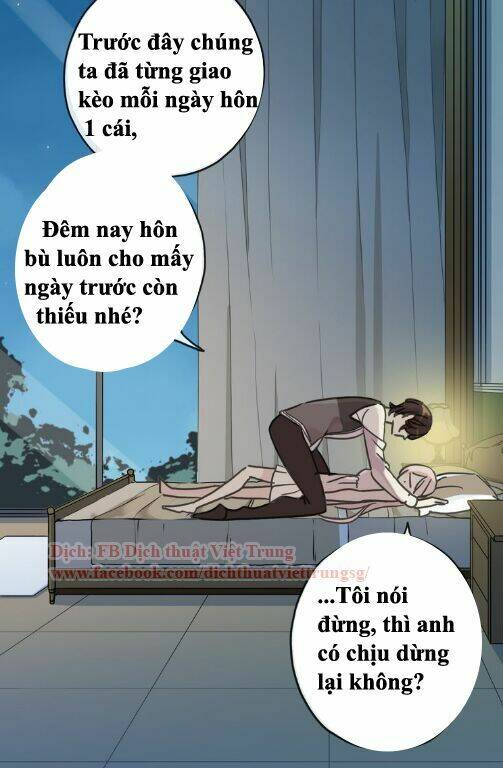 Trước đây chúng
ta đã từng giao
kèo mỗi ngày hôn
1 cái,
Đêm nay hôn
bù luôn cho mấy
ngày trước còn
thiếu nhé?
Dịch: FB Dịch thuật Việt Trung
www.facebook.com/dichthuatviettrungsg/
...Tôi nói
đừng, thì anh
có chịu dừng
lại không?